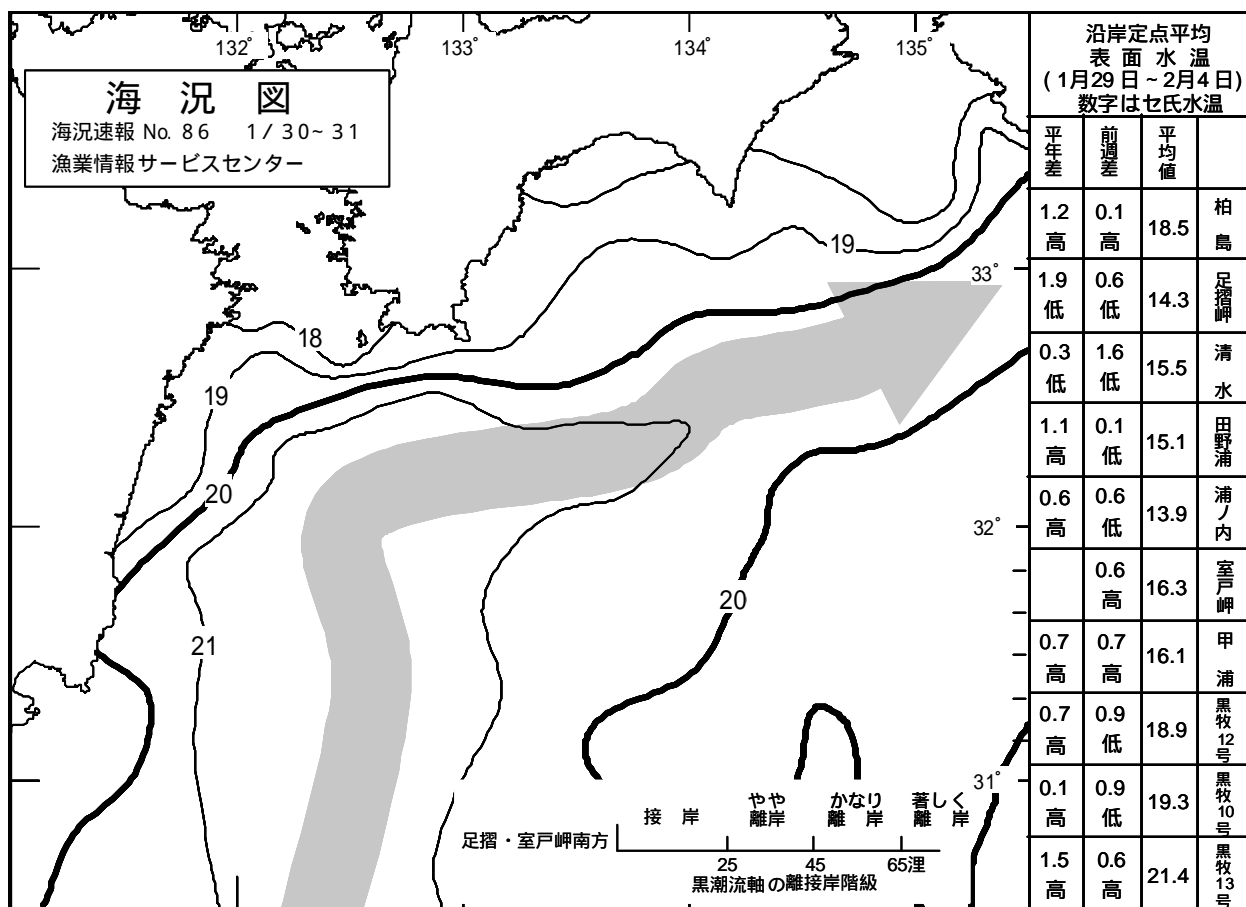 132°
133°
134°
135°
海況図
海況速報 No. 86 1/30~31
漁業情報サービスセンター
19
33°
18
19
20
32°
20
21
31°
接岸
やや離岸
かなり離岸
著しく離岸
足摺・室戸岬南方
25 45 65浬
黒潮流軸の離接岸階級
沿岸定点平均
表面水温
(1月29日~2月4日)
数字はセ氏水温
平年差 前週差 平均値
1.2高 0.1高 18.5 柏島
1.9低 0.6低 14.3 足摺岬
0.3低 1.6低 15.5 清水
1.1高 0.1低 15.1 田野浦
0.6高 0.6低 13.9 浦ノ内
0.6高 16.3 室戸岬
0.7高 0.7高 16.1 甲浦
0.7高 0.9低 18.9 黒牧12号
0.1高 0.9低 19.3 黒牧10号
1.5高 0.6高 21.4 黒牧13号